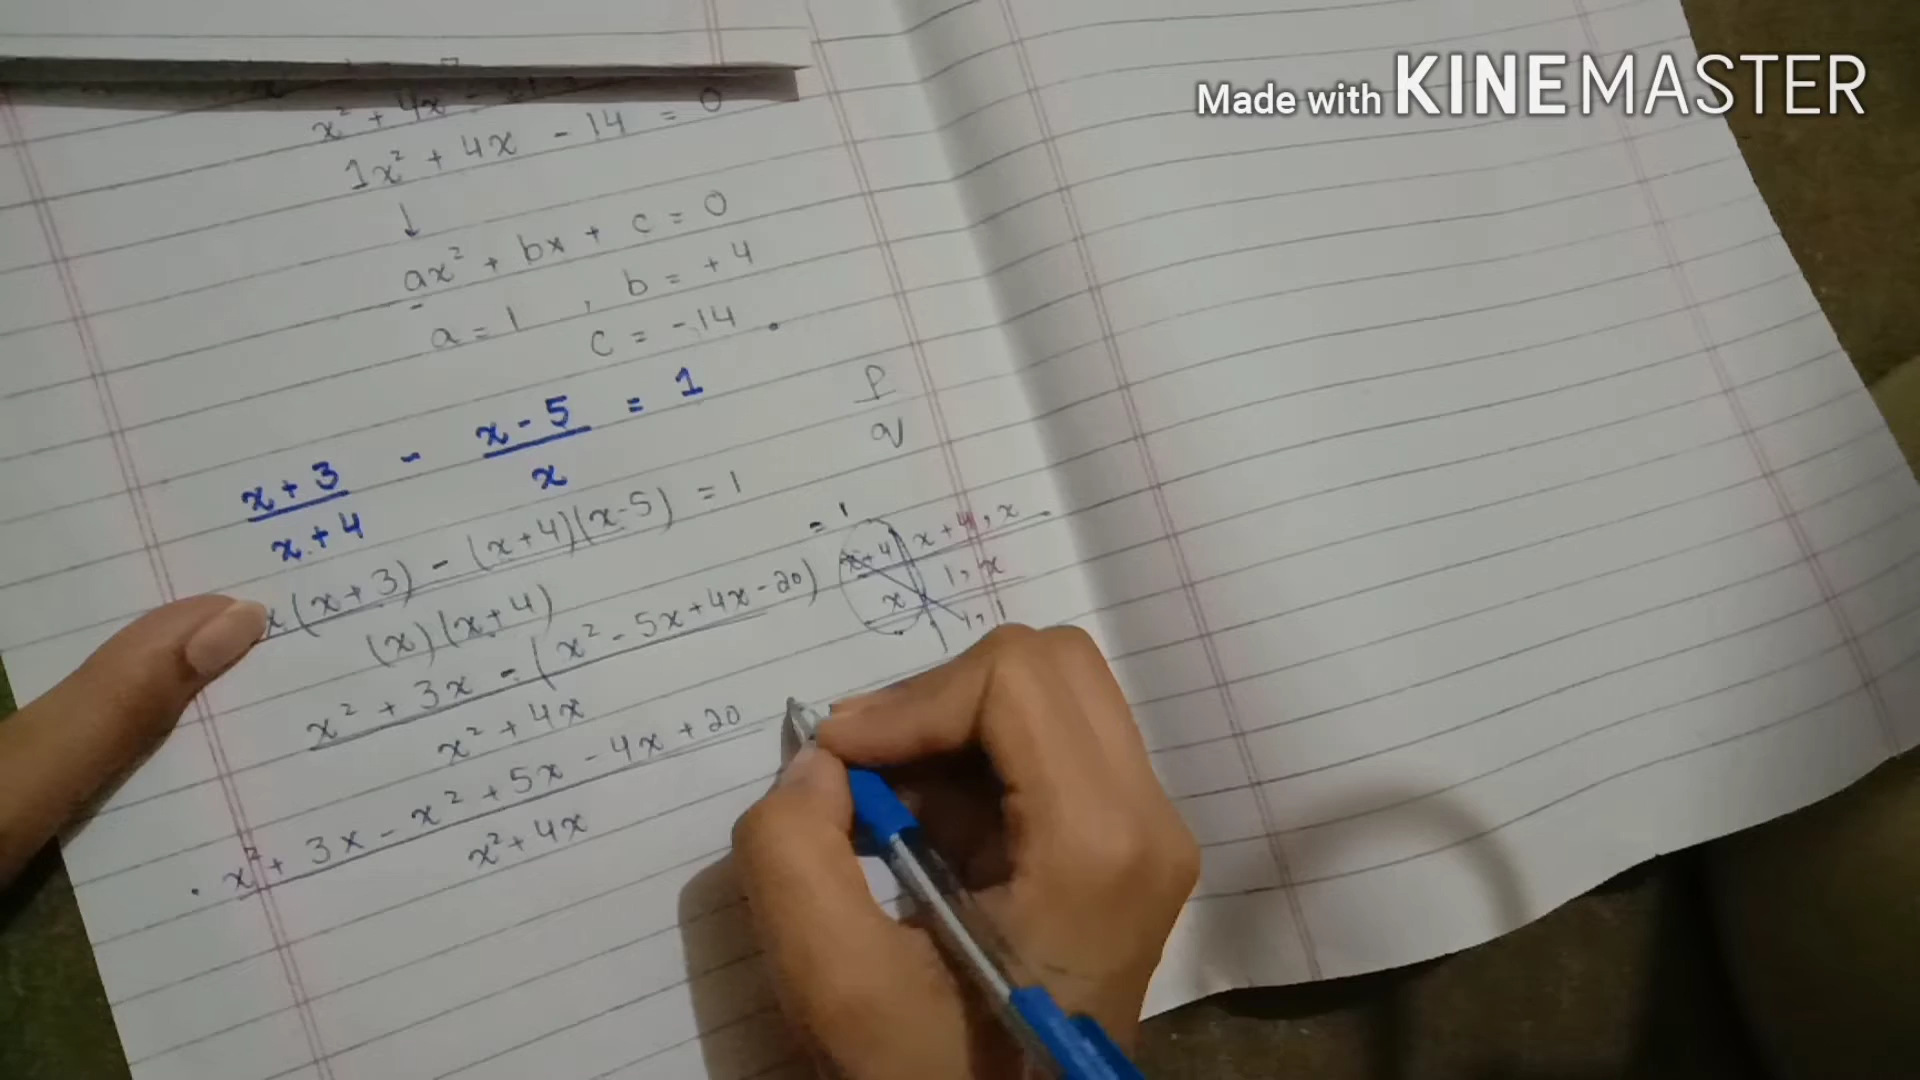 Made with KINEMASTER
x² + 4x -
1x² + 4x - 14 = 0
↓
ax² + bx + c = 0
a = 1 , b = + 4
c = -14 .
x + 3 / x + 4 - x - 5 / x = 1
P / q
x(x + 3) - (x + 4)(x - 5) / (x)(x + 4) = 1
x² + 3x - (x² - 5x + 4x - 20) / x² + 4x = 1
x + 4 | x + 4, x
x | 1, x
1, 1
x² + 3x - x² + 5x - 4x + 20 / x² + 4x